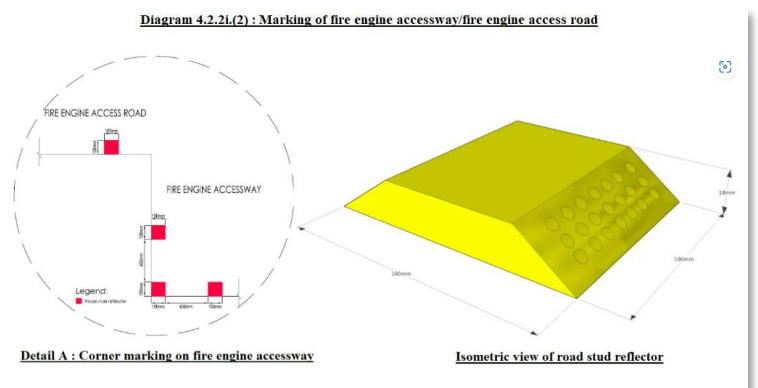 Diagram 4.2.2i.(2) : Marking of fire engine accessway/fire engine access road
FIRE ENGINE ACCESS ROAD
100mm
100mm
FIRE ENGINE ACCESSWAY
100mm
100mm
600mm
100mm
100mm
600mm
100mm
Legend:
Road stud reflector
18mm
100mm
100mm
Detail A : Corner marking on fire engine accessway
Isometric view of road stud reflector